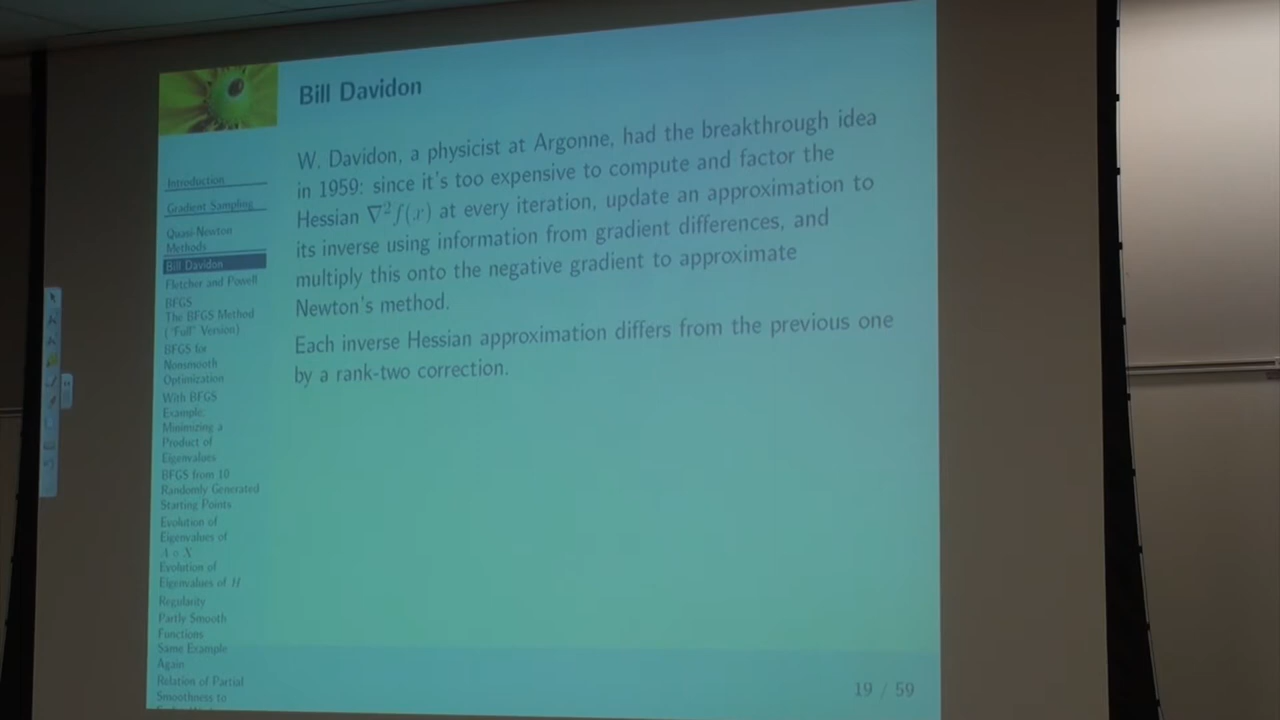 Bill Davidon
W. Davidon, a physicist at Argonne, had the breakthrough idea
in 1959: since it's too expensive to compute and factor the
Hessian ∇²f(x) at every iteration, update an approximation to
its inverse using information from gradient differences, and
multiply this onto the negative gradient to approximate
Newton's method.
Each inverse Hessian approximation differs from the previous one
by a rank-two correction.
Introduction
Gradient Sampling
Quasi-Newton
Methods
Bill Davidon
Fletcher and Powell
BFGS
The BFGS Method
("Full" Version)
BFGS for
Nonsmooth
Optimization
With BFGS
Example:
Minimizing a
Product of
Eigenvalues
BFGS from 10
Randomly Generated
Starting Points
Evolution of
Eigenvalues of
A ∘ X
Evolution of
Eigenvalues of H
Regularity
Partly Smooth
Functions
Same Example
Again
Relation of Partial
Smoothness to
19 / 59